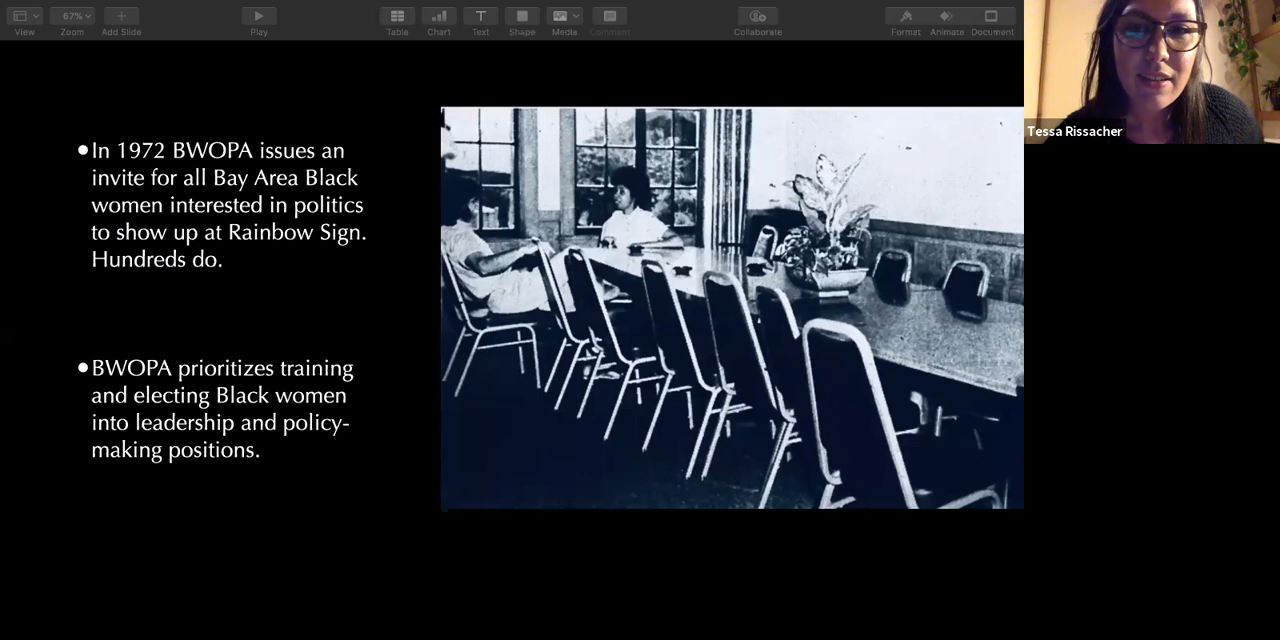 67%
View
Zoom
Add Slide
Play
Table
Chart
Text
Shape
Media
Comment
Collaborate
Format
Animate
Document
Tessa Rissacher
•In 1972 BWOPA issues an
invite for all Bay Area Black
women interested in politics
to show up at Rainbow Sign.
Hundreds do.
•BWOPA prioritizes training
and electing Black women
into leadership and policy-
making positions.